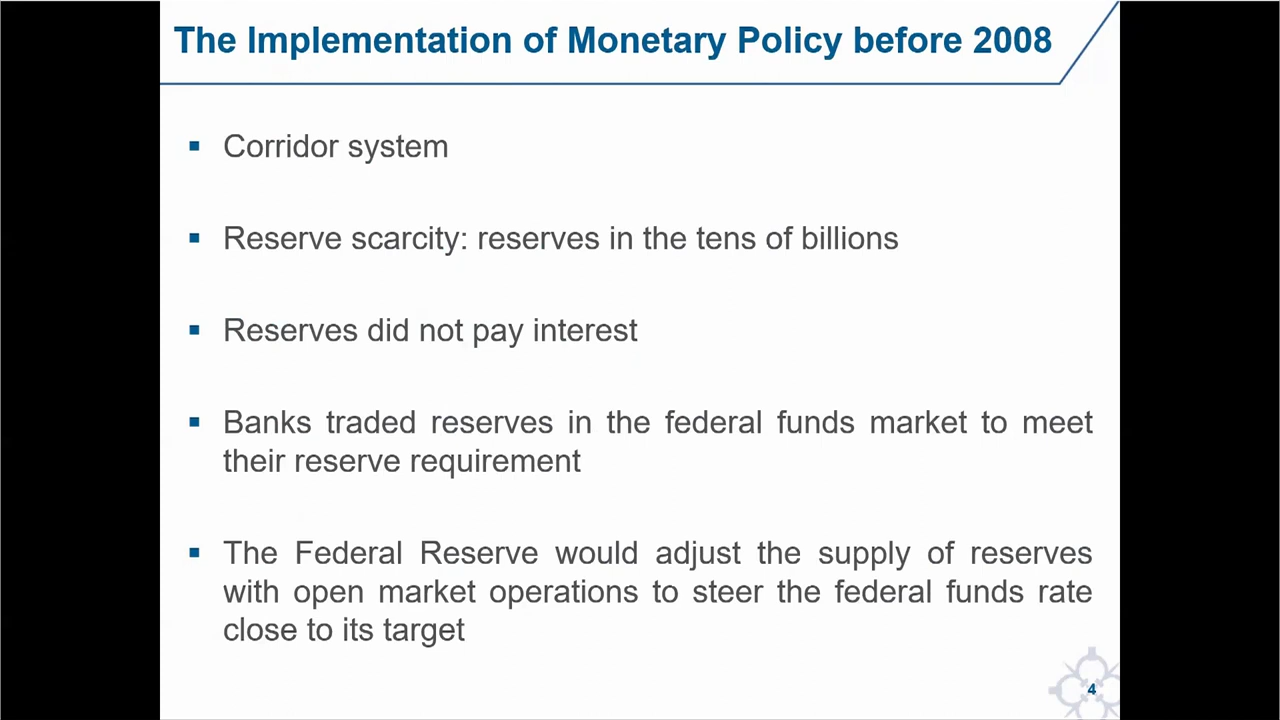 The Implementation of Monetary Policy before 2008
▪ Corridor system
▪ Reserve scarcity: reserves in the tens of billions
▪ Reserves did not pay interest
▪ Banks traded reserves in the federal funds market to meet
their reserve requirement
▪ The Federal Reserve would adjust the supply of reserves
with open market operations to steer the federal funds rate
close to its target
4